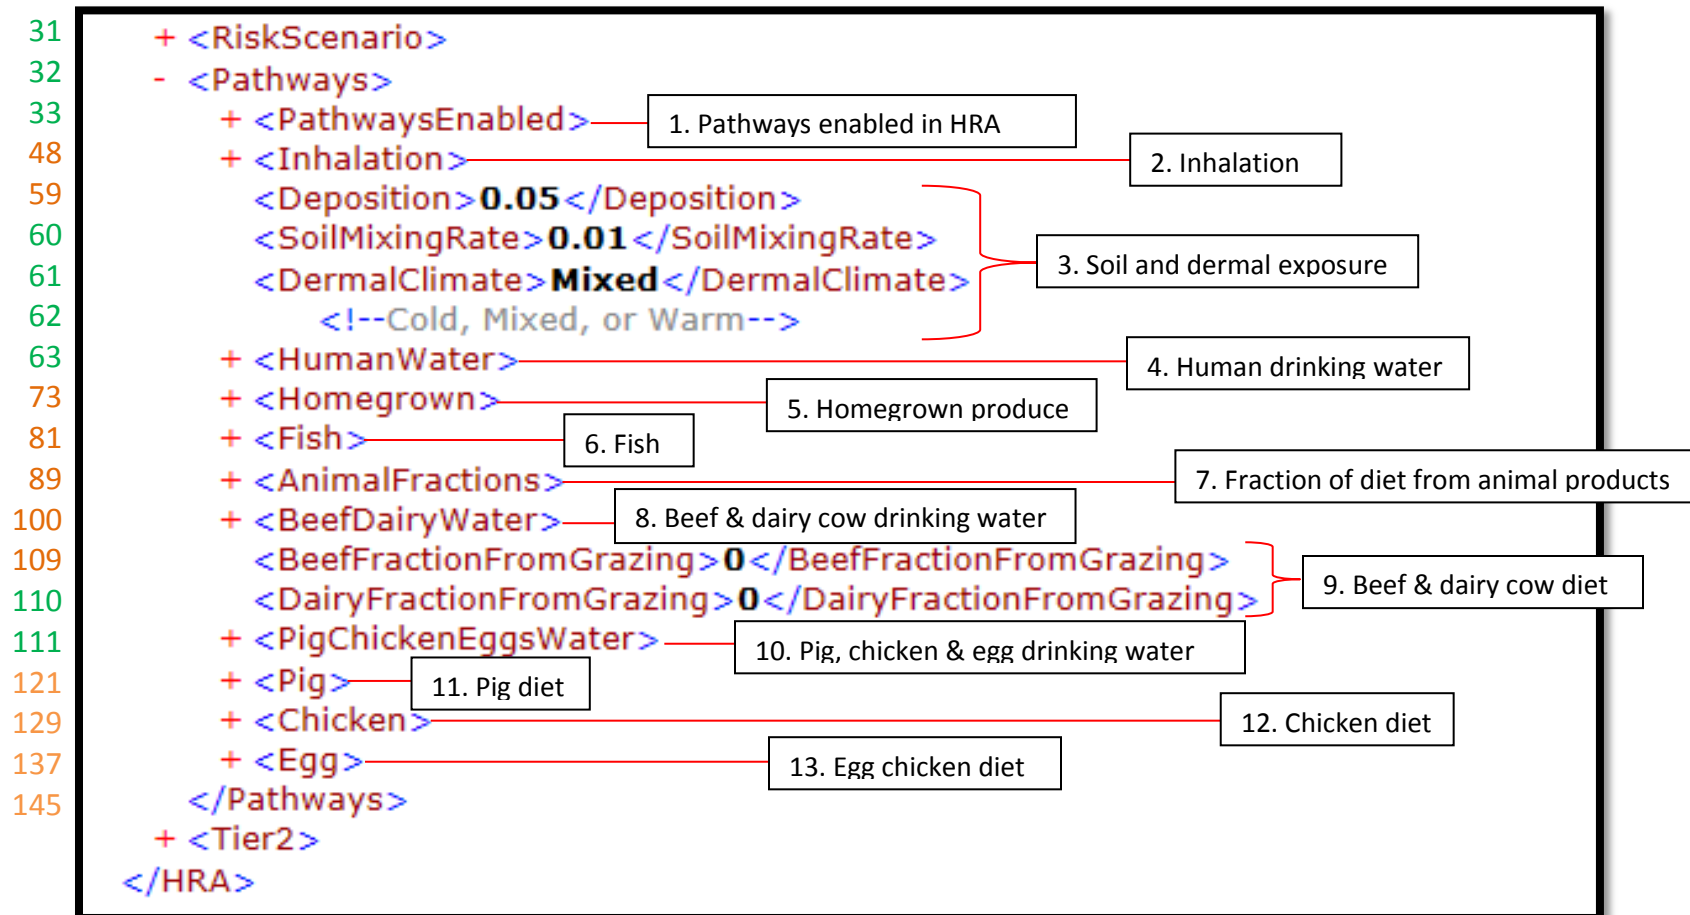 31 + <RiskScenario>
32 - <Pathways>
33 + <PathwaysEnabled> 1. Pathways enabled in HRA
48 + <Inhalation> 2. Inhalation
59 <Deposition>0.05</Deposition>
60 <SoilMixingRate>0.01</SoilMixingRate>
61 <DermalClimate>Mixed</DermalClimate> 3. Soil and dermal exposure
62 <!--Cold, Mixed, or Warm-->
63 + <HumanWater> 4. Human drinking water
73 + <Homegrown> 5. Homegrown produce
81 + <Fish> 6. Fish
89 + <AnimalFractions> 7. Fraction of diet from animal products
100 + <BeefDairyWater> 8. Beef & dairy cow drinking water
109 <BeefFractionFromGrazing>0</BeefFractionFromGrazing>
110 <DairyFractionFromGrazing>0</DairyFractionFromGrazing> 9. Beef & dairy cow diet
111 + <PigChickenEggsWater> 10. Pig, chicken & egg drinking water
121 + <Pig> 11. Pig diet
129 + <Chicken> 12. Chicken diet
137 + <Egg> 13. Egg chicken diet
145 </Pathways>
+ <Tier2>
</HRA>